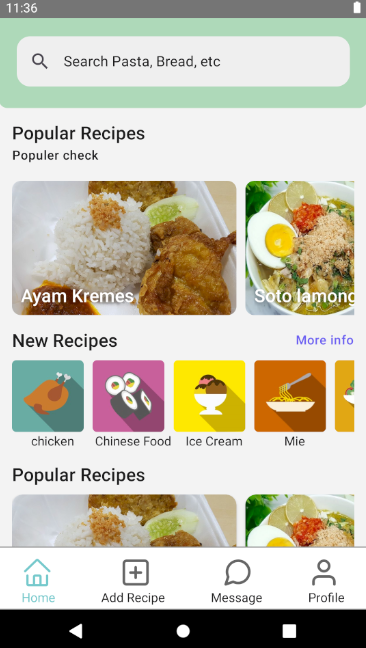 11:36
Search Pasta, Bread, etc
Popular Recipes
Populer check
Ayam Kremes
Soto lamong
New Recipes
More info
chicken
Chinese Food
Ice Cream
Mie
Popular Recipes
Home
Add Recipe
Message
Profile